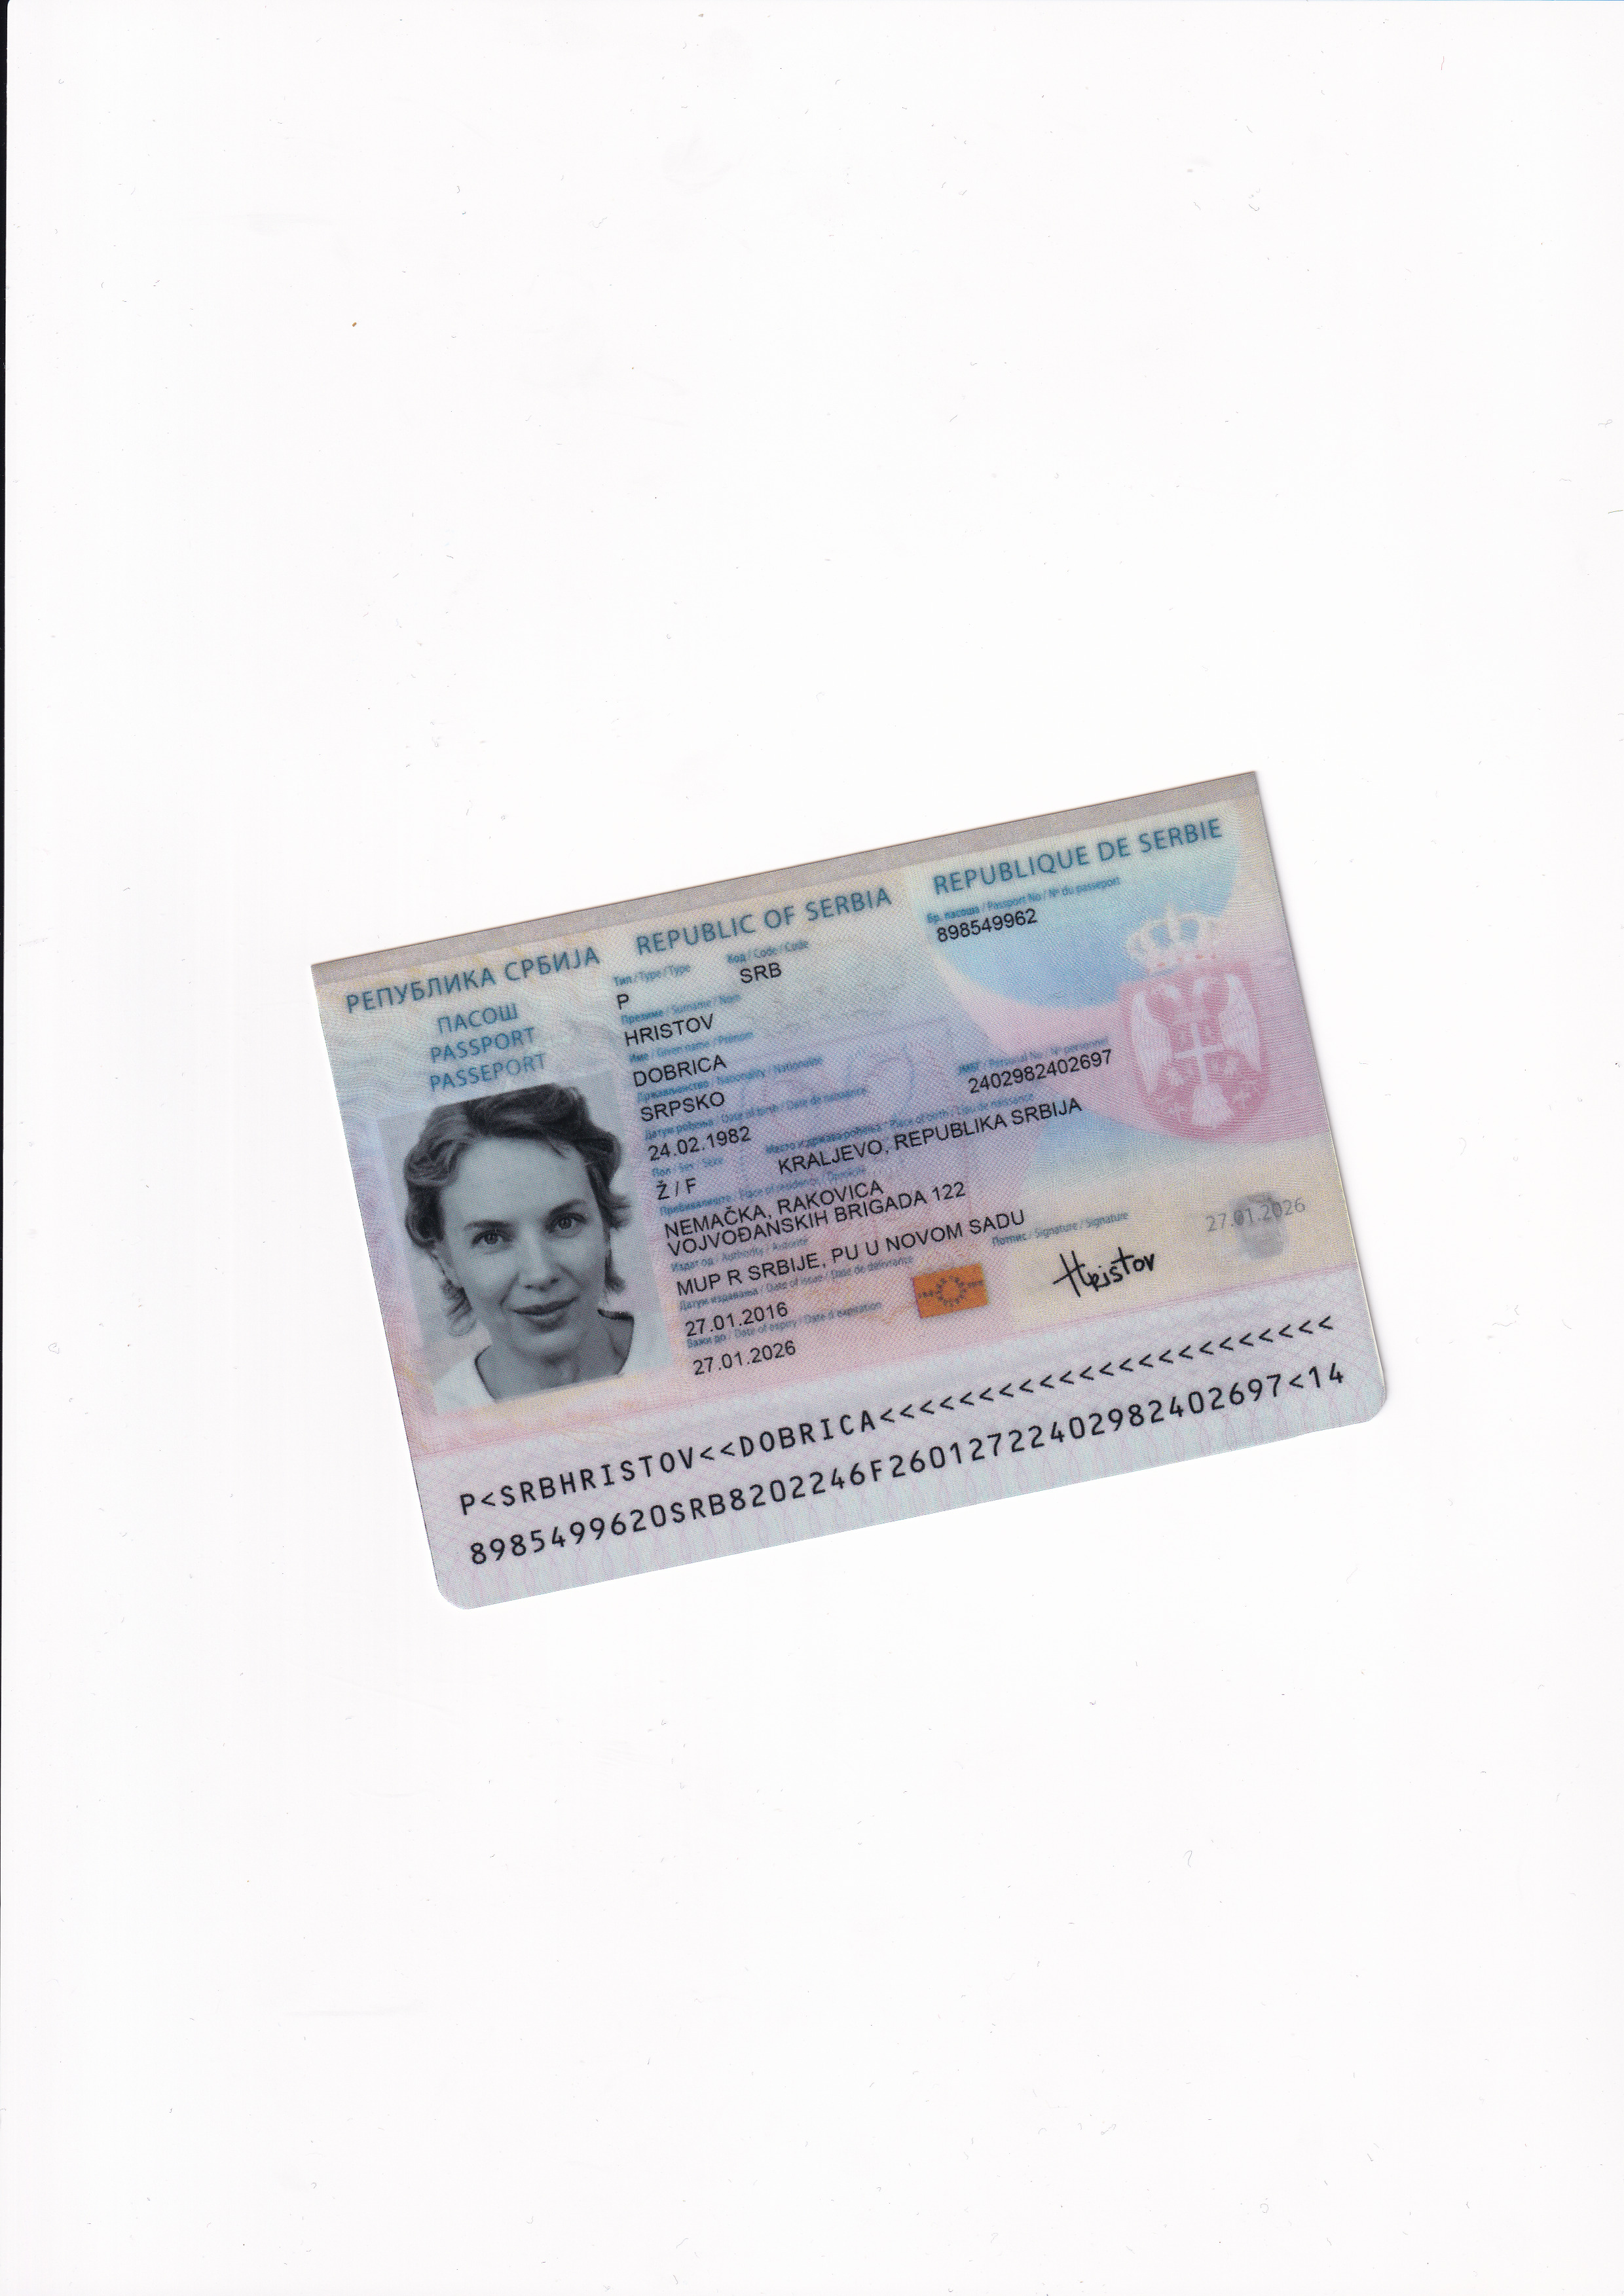 РЕПУБЛИКА СРБИЈА REPUBLIC OF SERBIA REPUBLIQUE DE SERBIE
ПАСОШ
PASSPORT
PASSEPORT
Тип / Type / Type Код / Code / Code Бр. пасоша / Passport No / Nº du passeport
P SRB 898549962
Презиме / Surname / Nom
HRISTOV
Име / Given name / Prénom
DOBRICA
Држављанство / Nationality / Nationalité ЈМБГ / Personal No / Nº personnel
SRPSKO 2402982402697
Датум рођења / Date of birth / Date de naissance
24.02.1982
Место и држава рођења / Place of birth / Lieu de naissance
KRALJEVO, REPUBLIKA SRBIJA
Пол / Sex / Sexe
Ž / F
Пребивалиште / Place of residence / Domicile
NEMAČKA, RAKOVICA
VOJVOĐANSKIH BRIGADA 122
Издаје од / Authority / Autorité
MUP R SRBIJE, PU U NOVOM SADU
Датум издавања / Date of issue / Date de délivrance
27.01.2016
Важи до / Date of expiry / Date d expiration
27.01.2026
Потпис / Signature / Signature
Hristov
27.01.2026
P<SRBHRISTOV<<DOBRICA<<<<<<<<<<<<<<<<<<<<<<<
8985499620SRB8202246F26012722402982402697<14